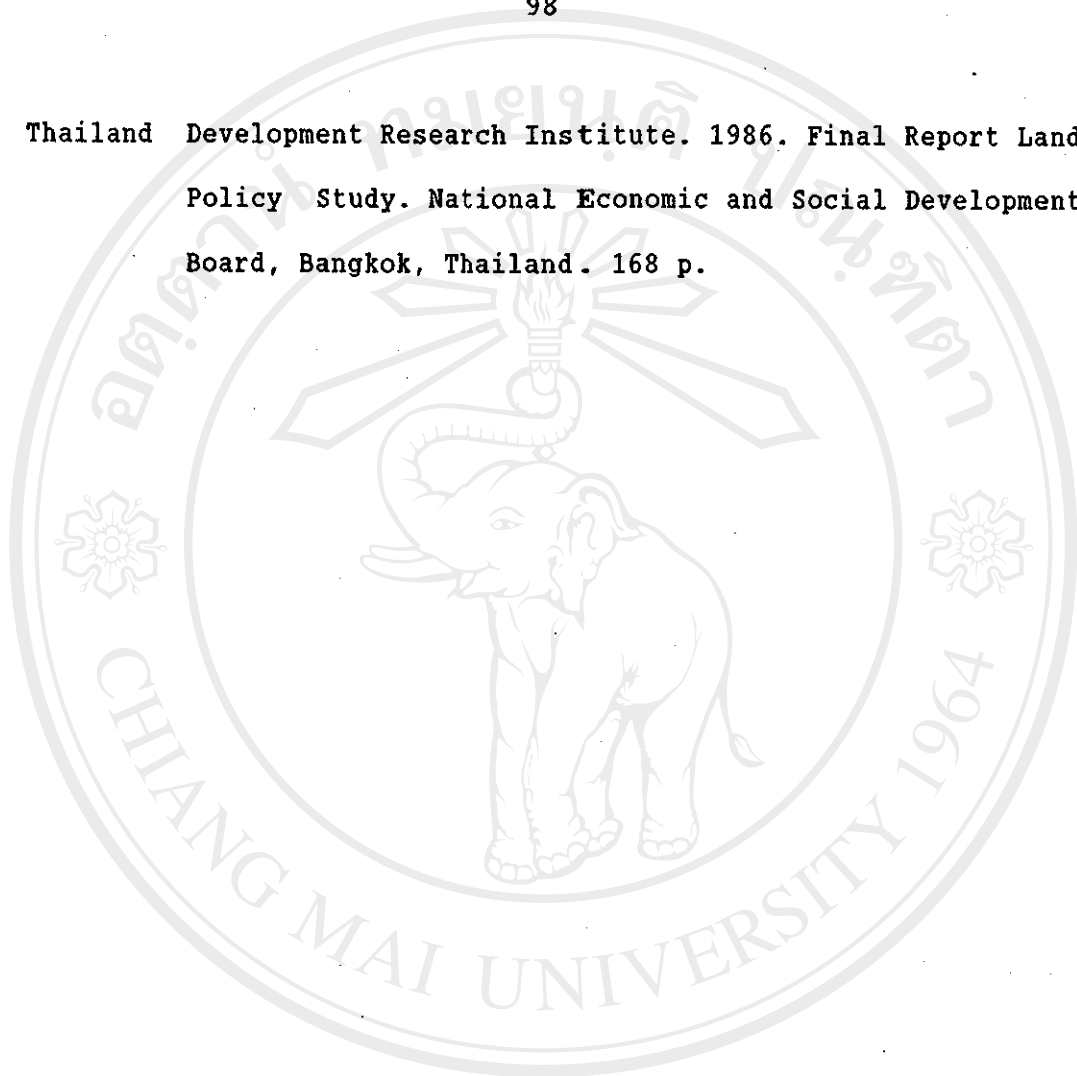 98
Thailand Development Research Institute. 1986. Final Report Land
Policy Study. National Economic and Social Development
Board, Bangkok, Thailand. 168 p.
CHIANG MAI UNIVERSITY 1964